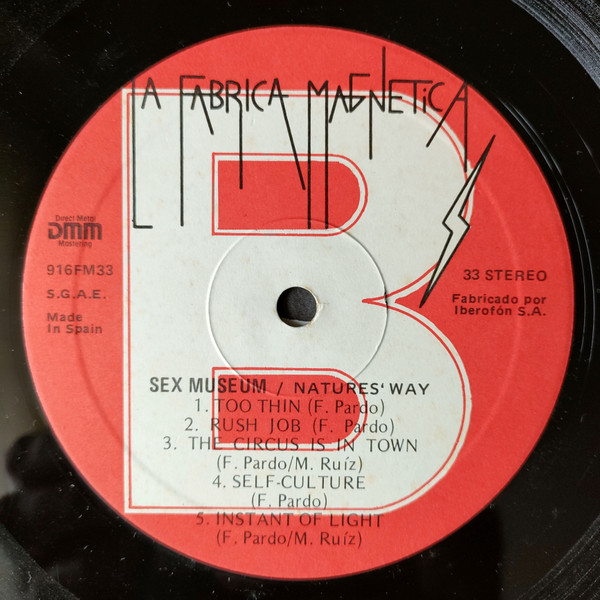 LA FABRICA MAGNETiCA
B
Direct Metal
DMM
Mastering
916FM33
S.G.A.E.
Made
In Spain
33 STEREO
Fabricado por
Iberofón S.A.
SEX MUSEUM / NATURES' WAY
1. TOO THIN (F. Pardo)
2. RUSH JOB (F. Pardo)
3. THE CIRCUS IS IN TOWN
(F. Pardo/M. Ruíz)
4. SELF-CULTURE
(F. Pardo)
5. INSTANT OF LIGHT
(F. Pardo/M. Ruíz)